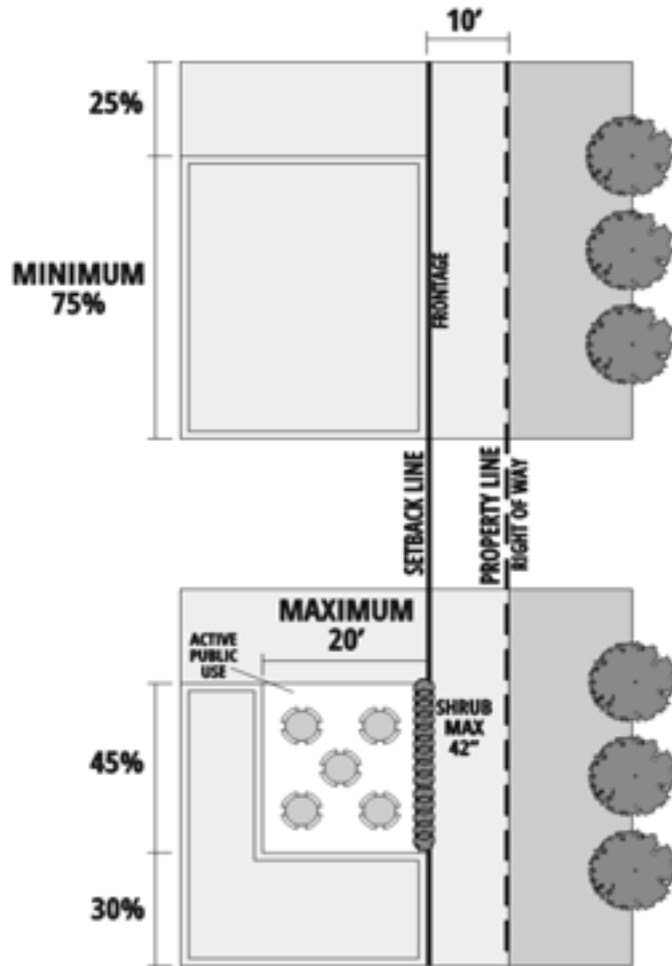 10'
25%
MINIMUM
75%
FRONTAGE
SETBACK LINE
PROPERTY LINE
RIGHT OF WAY
MAXIMUM
20'
ACTIVE
PUBLIC
USE
SHRUB
MAX
42"
45%
30%